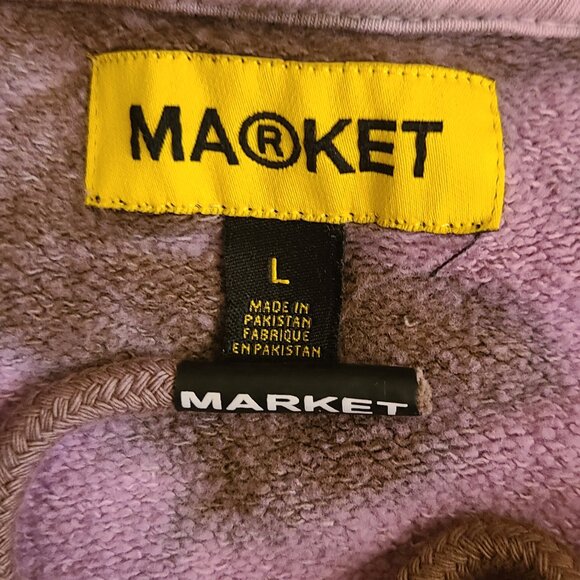 MA®KET
L
MADE IN
PAKISTAN
FABRIQUE
EN PAKISTAN
MARKET